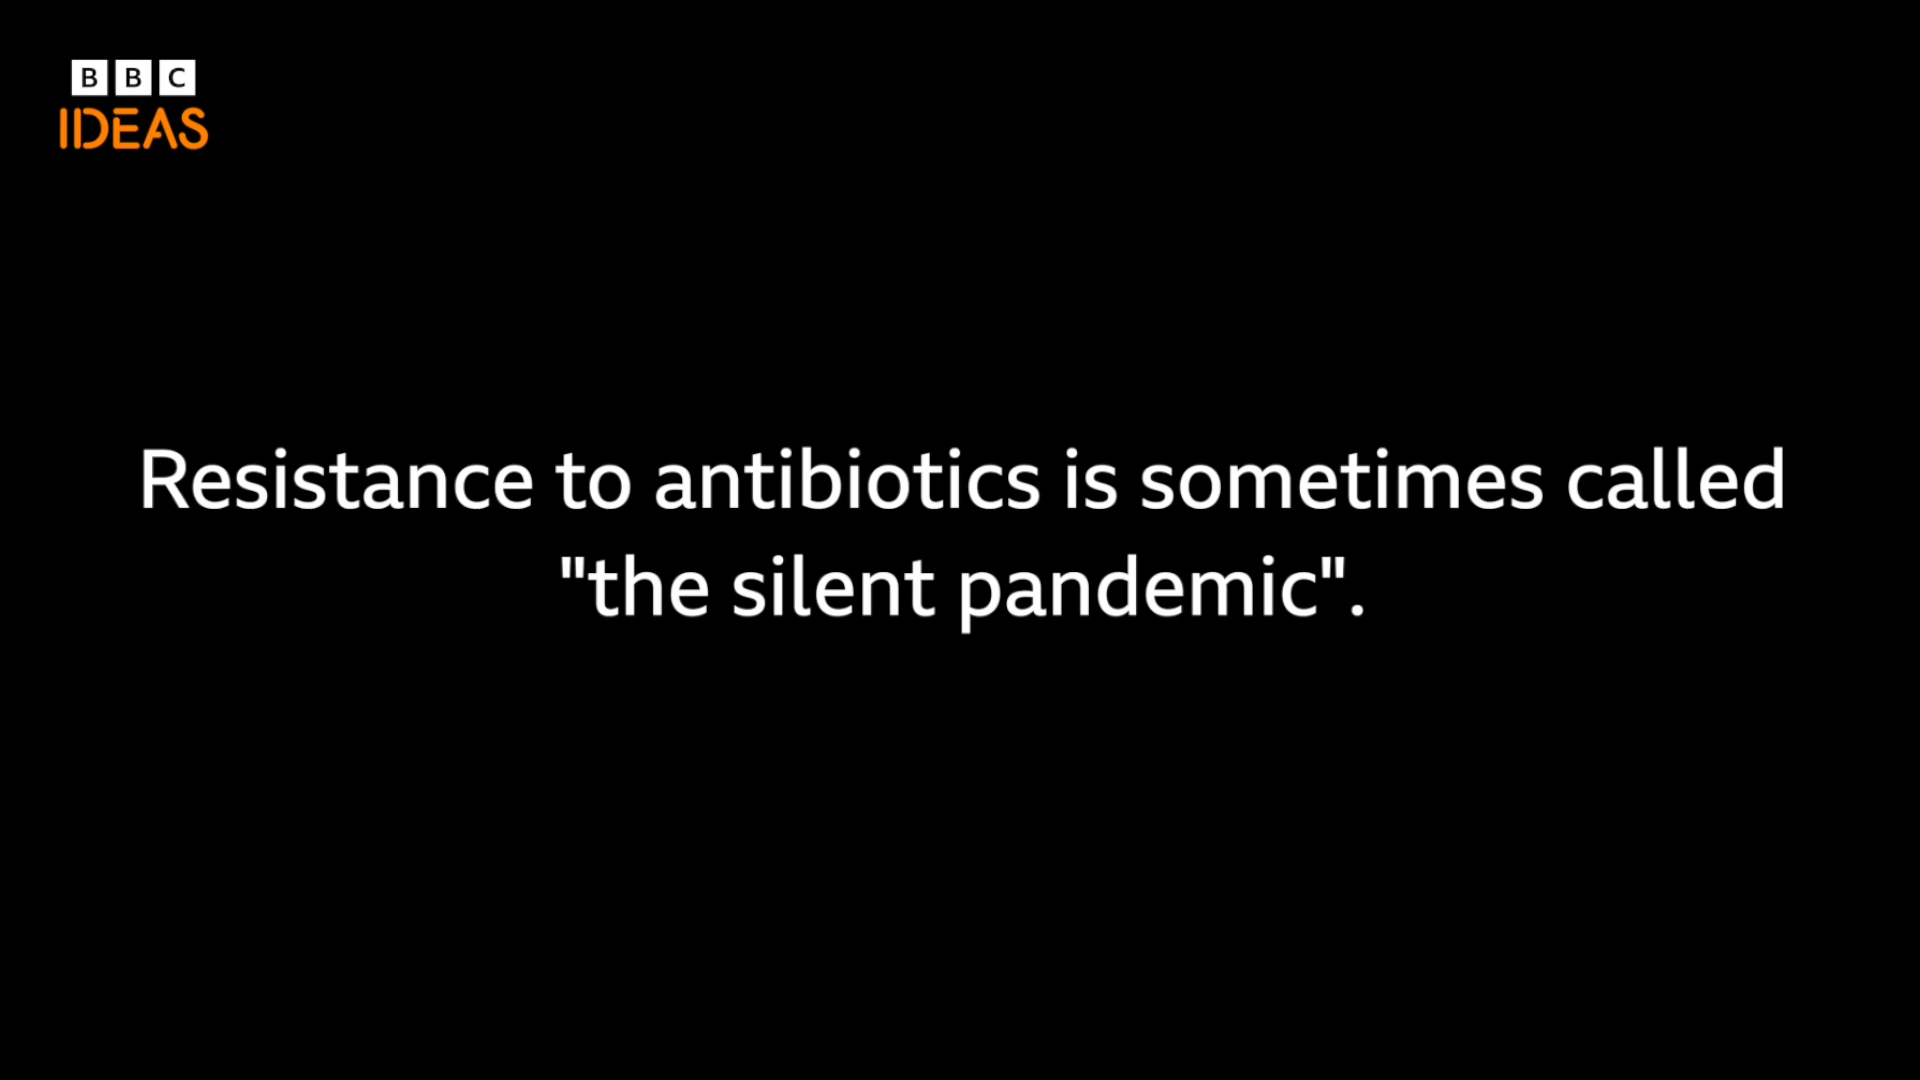 BBC
IDEAS
Resistance to antibiotics is sometimes called
"the silent pandemic".